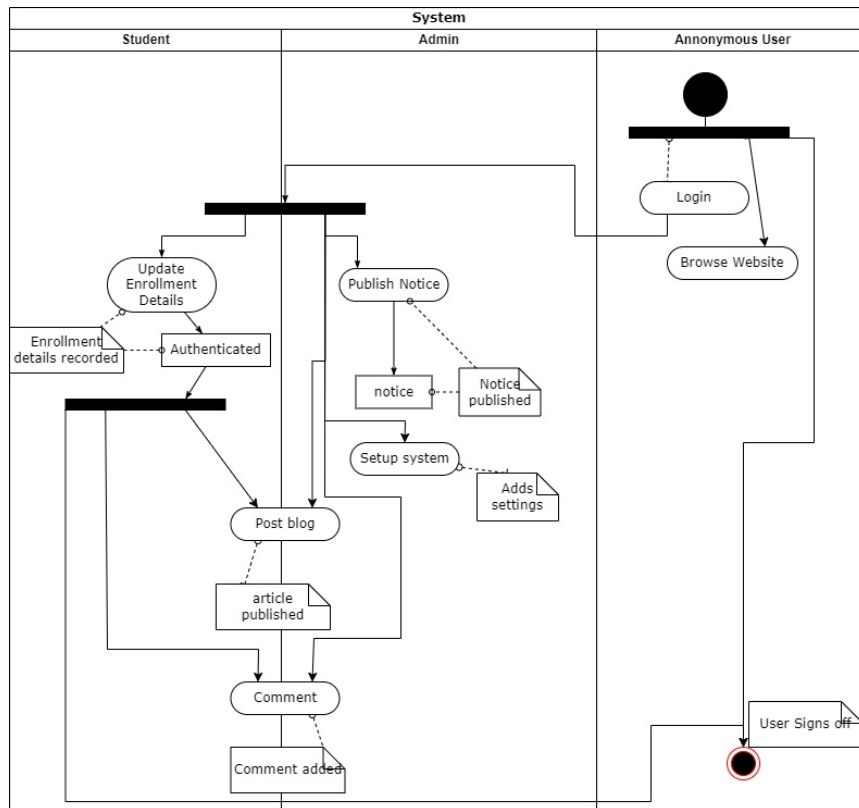 System
Student
Admin
Annonymous User
Login
Browse Website
Update
Enrollment
Details
Publish Notice
Enrollment
details recorded
Authenticated
notice
Notice
published
Setup system
Adds
settings
Post blog
article
published
Comment
User Signs off
Comment added